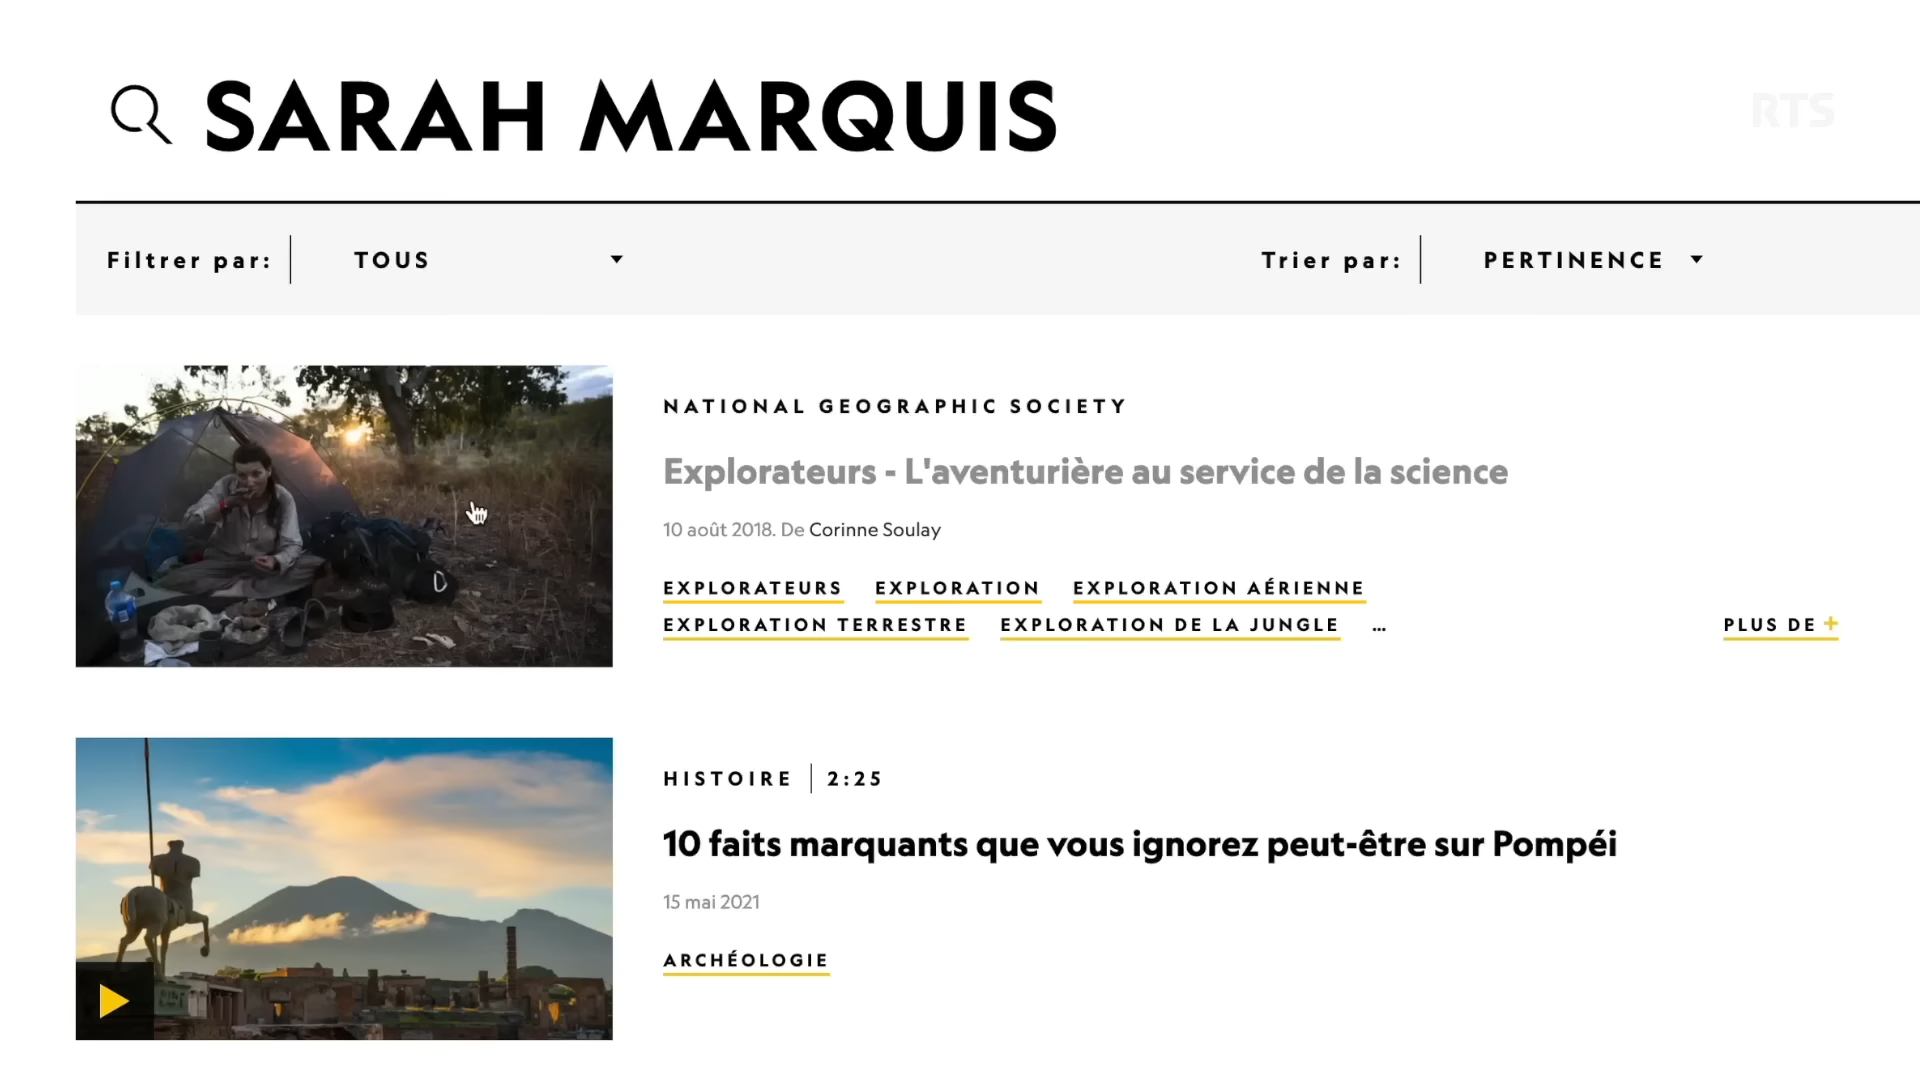 SARAH MARQUIS
RTS
Filtrer par: TOUS
Trier par: PERTINENCE
NATIONAL GEOGRAPHIC SOCIETY
Explorateurs - L'aventurière au service de la science
10 août 2018. De Corinne Soulay
EXPLORATEURS EXPLORATION EXPLORATION AÉRIENNE
EXPLORATION TERRESTRE EXPLORATION DE LA JUNGLE ...
PLUS DE +
HISTOIRE | 2:25
10 faits marquants que vous ignorez peut-être sur Pompéi
15 mai 2021
ARCHÉOLOGIE